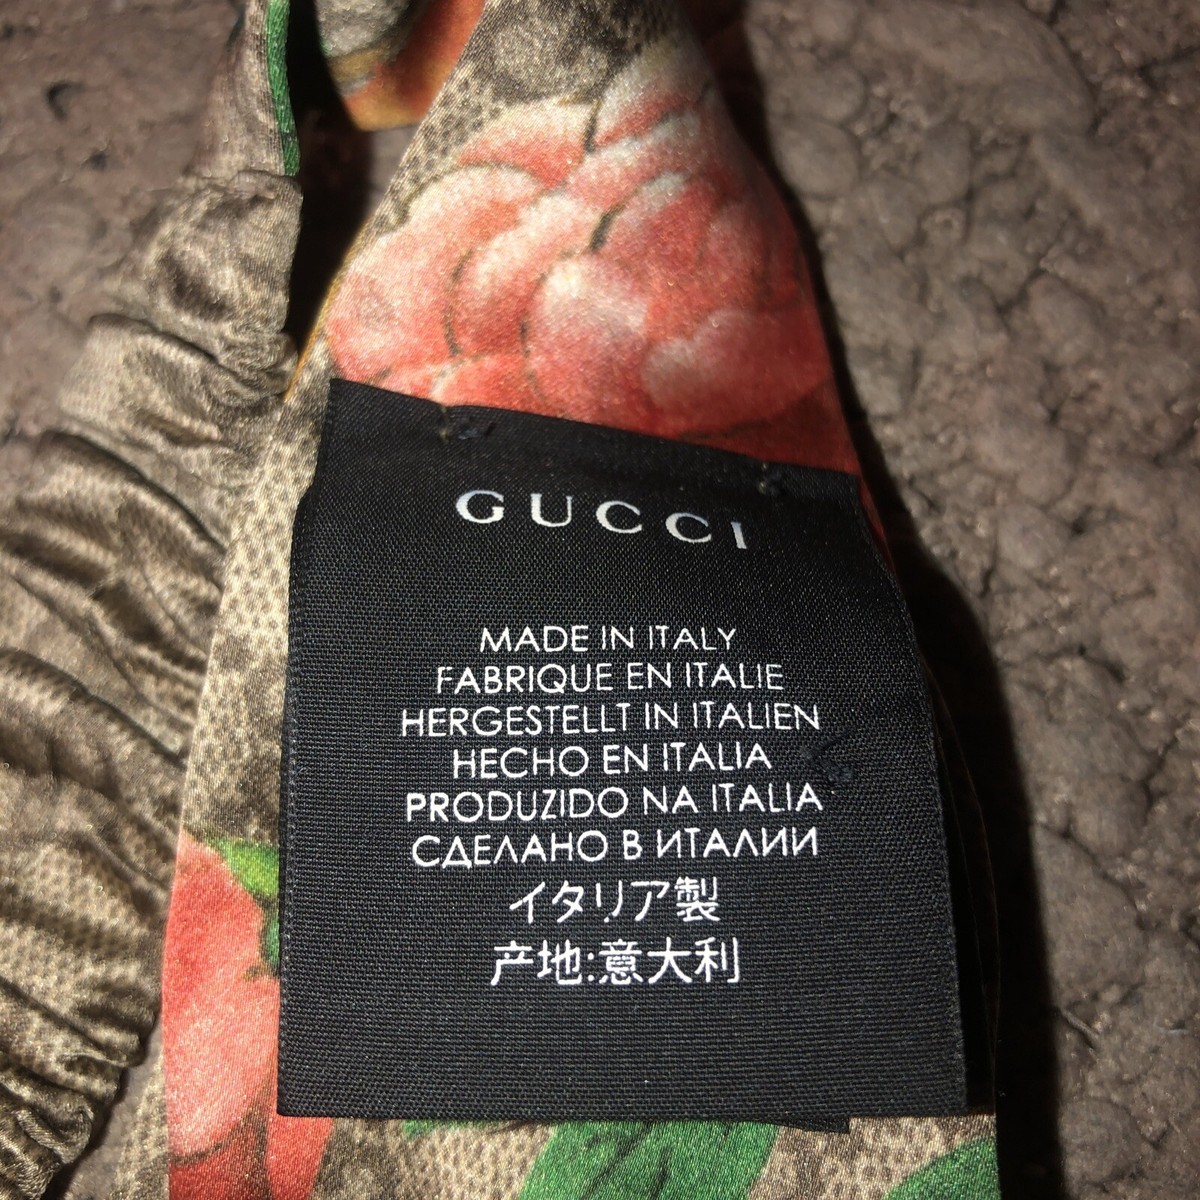 GUCCI
MADE IN ITALY
FABRIQUE EN ITALIE
HERGESTELLT IN ITALIEN
HECHO EN ITALIA
PRODUZIDO NA ITALIA
СДЕЛАНО В ИТАЛИИ
イタリア製
产地:意大利